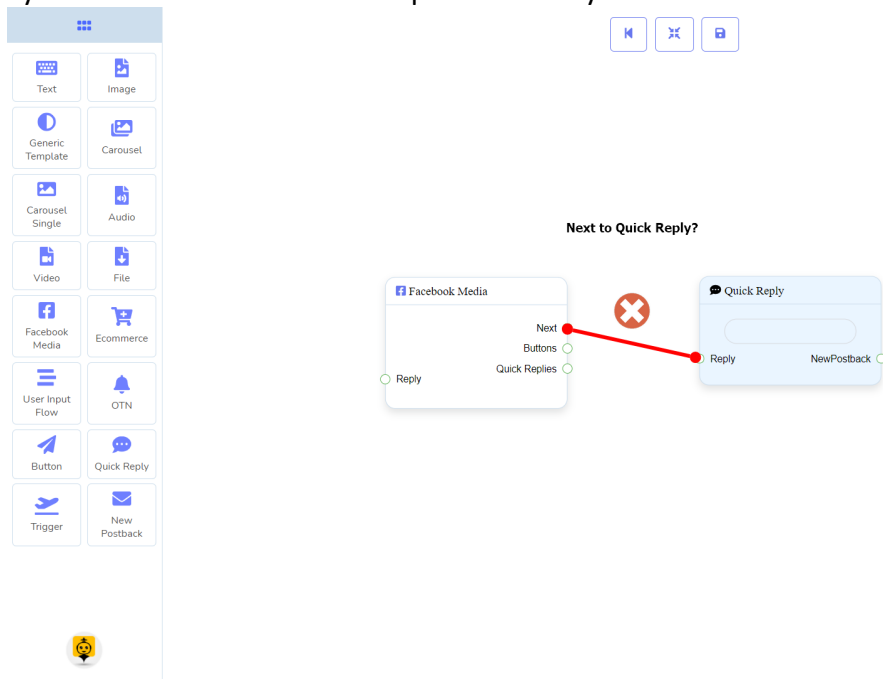 Text
Image
Generic
Template
Carousel
Carousel
Single
Audio
Video
File
Facebook
Media
Ecommerce
User Input
Flow
OTN
Button
Quick Reply
Trigger
New
Postback
Next to Quick Reply?
Facebook Media
Next
Buttons
Quick Replies
Reply
Quick Reply
Reply NewPostback